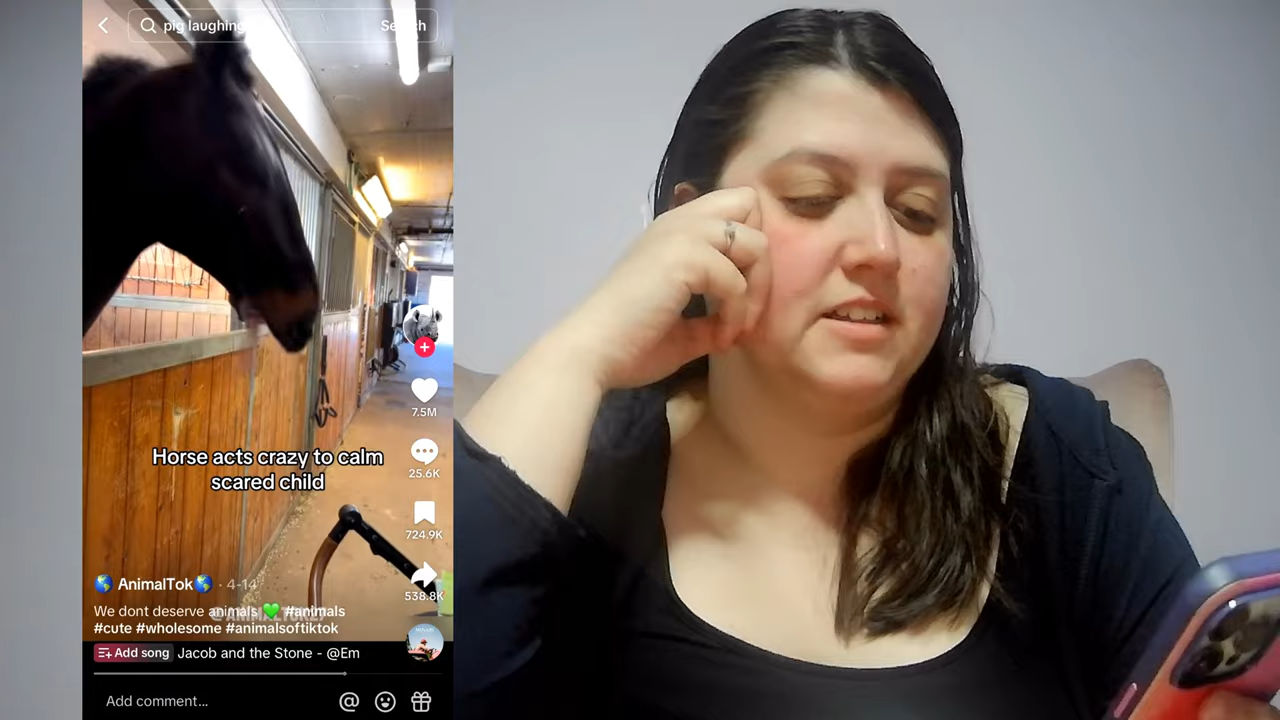 pig laughing
Search
7.5M
25.6K
724.9K
538.8K
Horse acts crazy to calm
scared child
AnimalTok · 4-14
We dont deserve animals 💚 #animals
#cute #wholesome #animalsoftiktok
Add song Jacob and the Stone - @Em
Add comment...